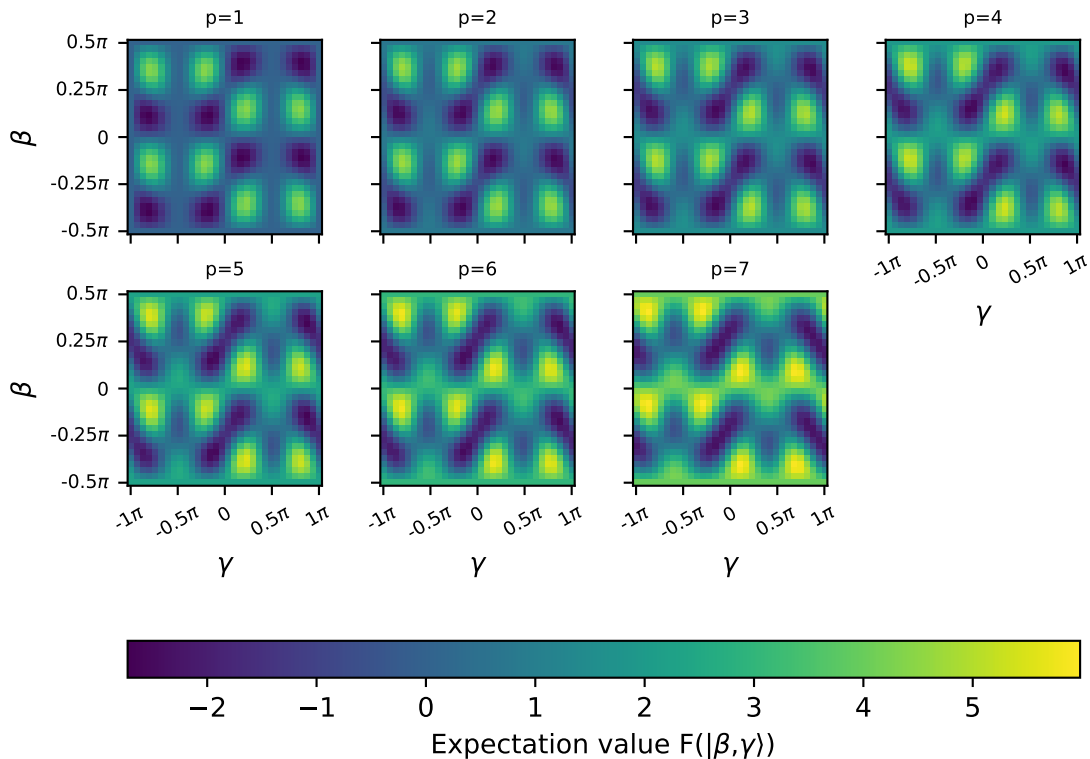 p=1 p=2 p=3 p=4
0.5π
0.25π
β
0
-0.25π
-0.5π
-1π -0.5π 0 0.5π 1π
γ
p=5 p=6 p=7
0.5π
0.25π
β
0
-0.25π
-0.5π
-1π -0.5π 0 0.5π 1π -1π -0.5π 0 0.5π 1π -1π -0.5π 0 0.5π 1π
γ γ γ
−2 −1 0 1 2 3 4 5
Expectation value F(|β,γ⟩)